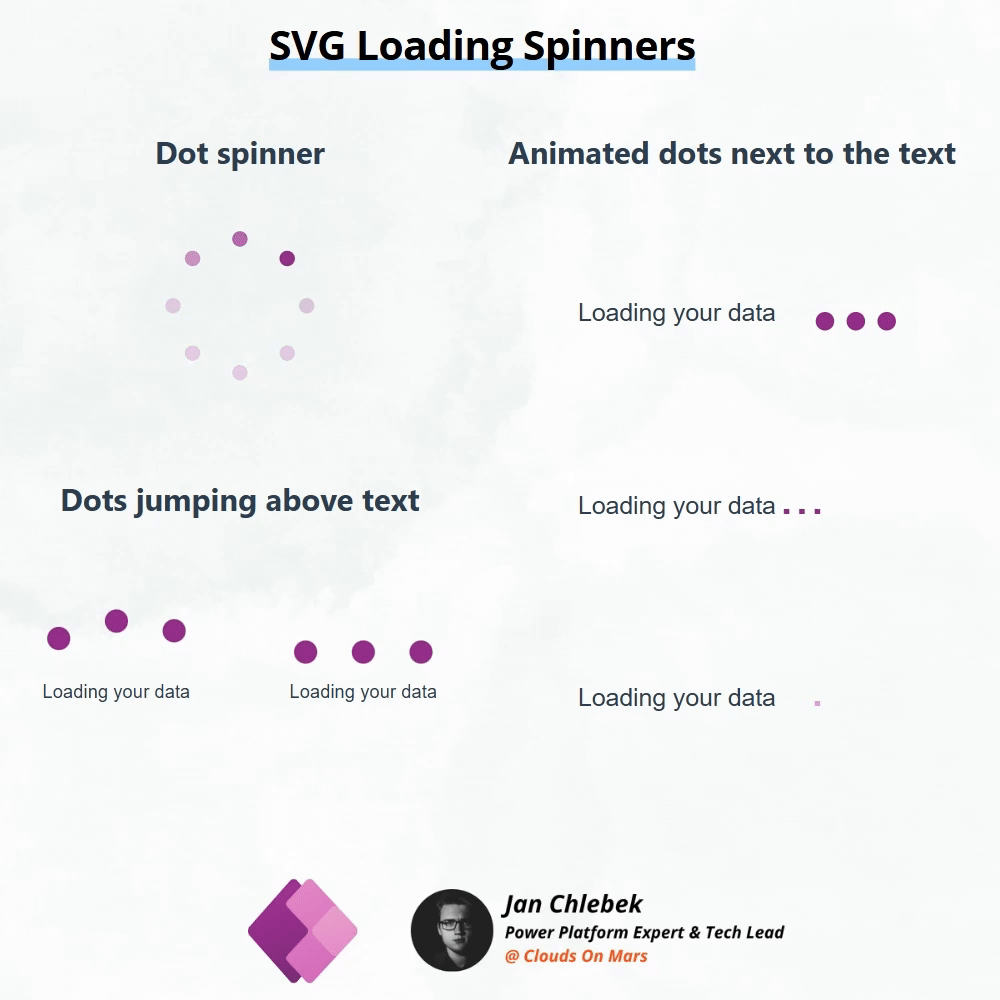 SVG Loading Spinners
Dot spinner
Animated dots next to the text
Loading your data
Loading your data...
Dots jumping above text
Loading your data
Loading your data
Loading your data .
Jan Chlebek
Power Platform Expert & Tech Lead
@ Clouds On Mars